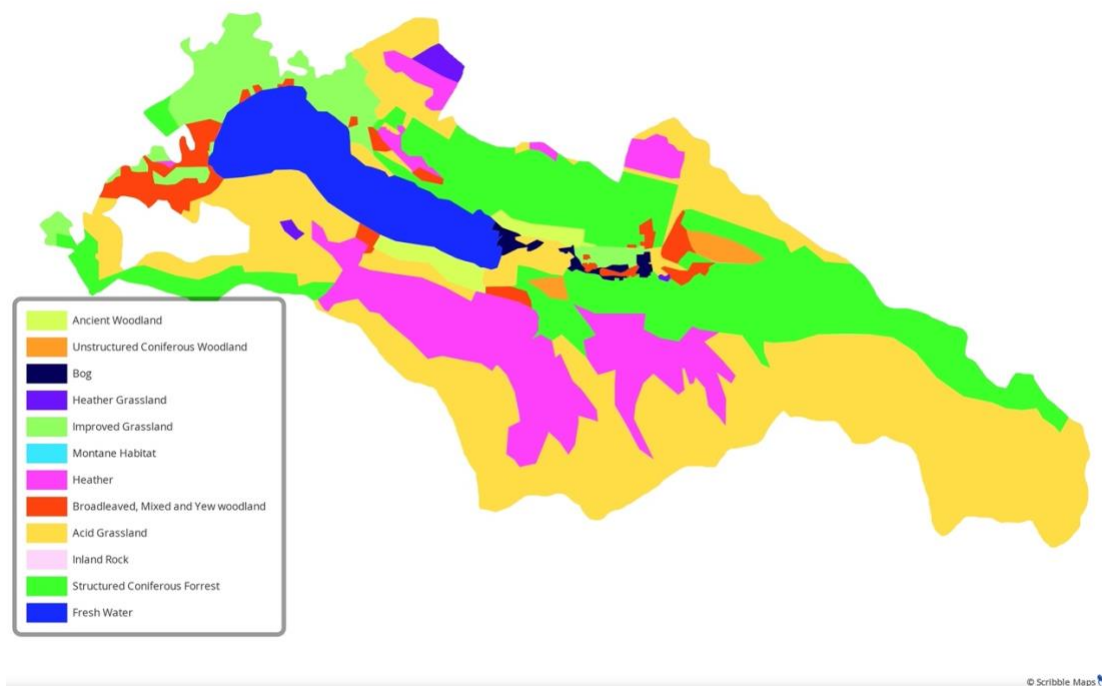 Ancient Woodland
Unstructured Coniferous Woodland
Bog
Heather Grassland
Improved Grassland
Montane Habitat
Heather
Broadleaved, Mixed and Yew woodland
Acid Grassland
Inland Rock
Structured Coniferous Forrest
Fresh Water
© Scribble Maps